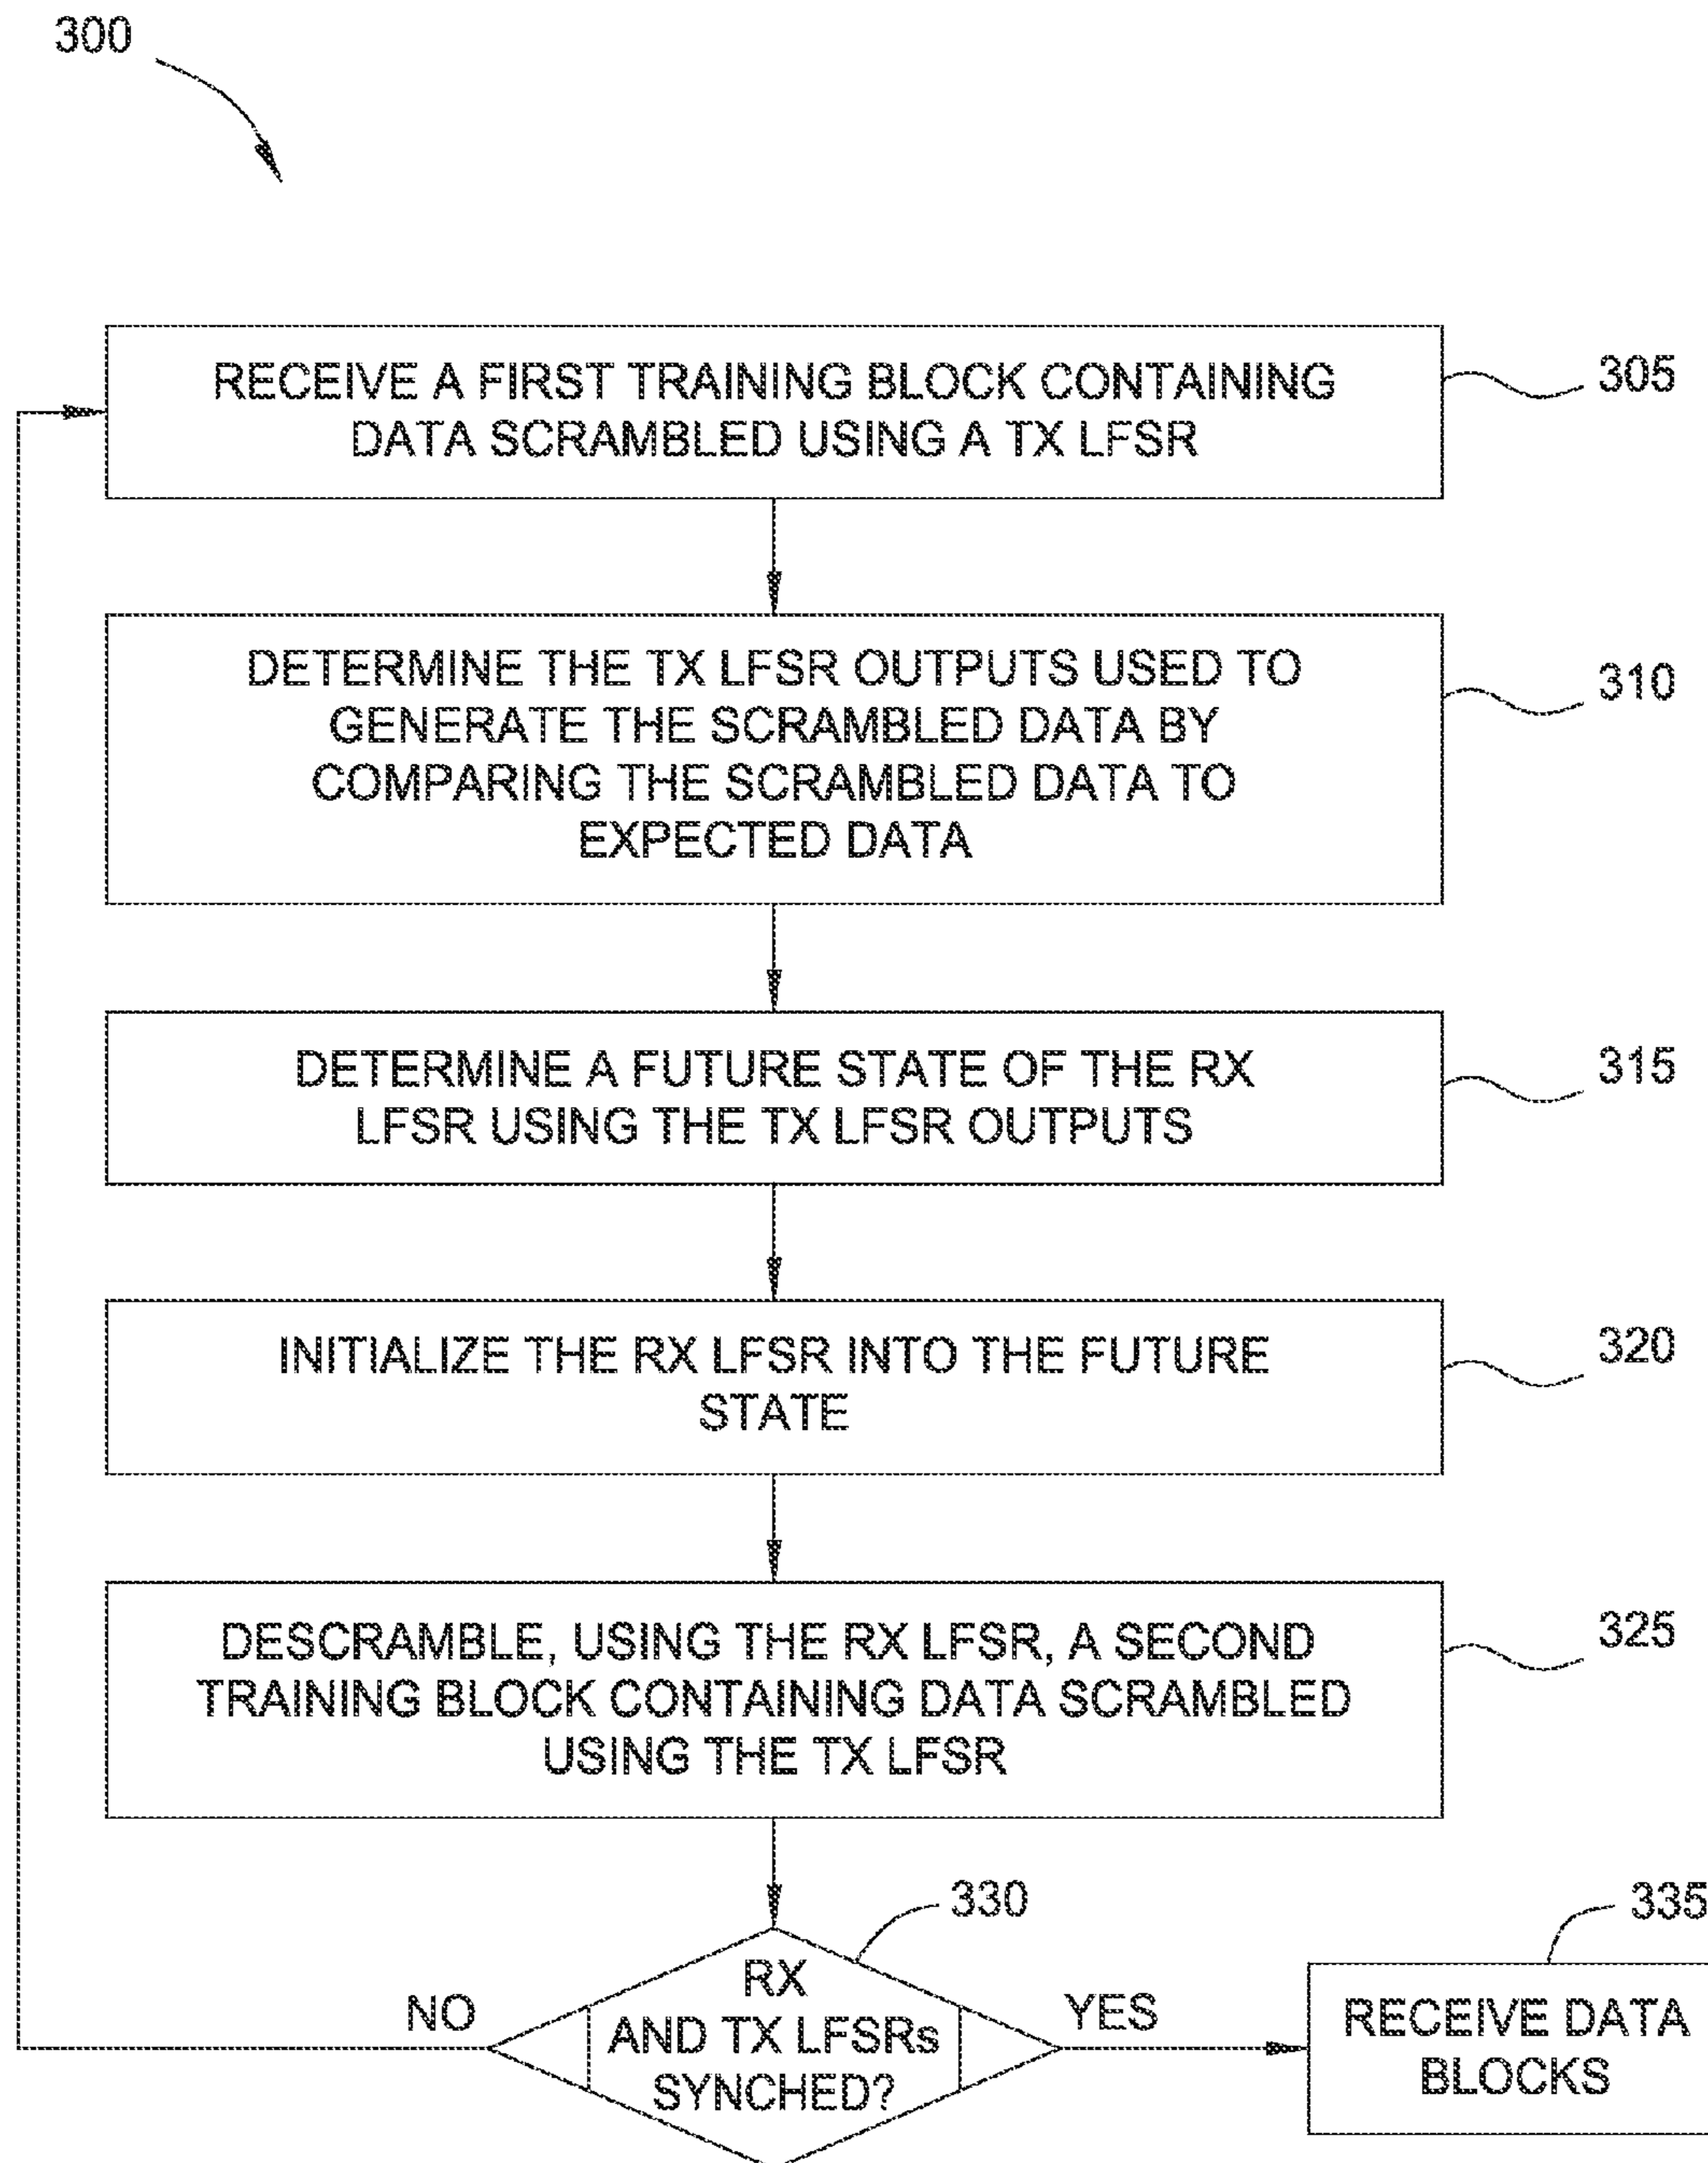 300
RECEIVE A FIRST TRAINING BLOCK CONTAINING
DATA SCRAMBLED USING A TX LFSR
305
DETERMINE THE TX LFSR OUTPUTS USED TO
GENERATE THE SCRAMBLED DATA BY
COMPARING THE SCRAMBLED DATA TO
EXPECTED DATA
310
DETERMINE A FUTURE STATE OF THE RX
LFSR USING THE TX LFSR OUTPUTS
315
INITIALIZE THE RX LFSR INTO THE FUTURE
STATE
320
DESCRAMBLE, USING THE RX LFSR, A SECOND
TRAINING BLOCK CONTAINING DATA SCRAMBLED
USING THE TX LFSR
325
330
RX
AND TX LFSRs
SYNCHED?
NO
YES
335
RECEIVE DATA
BLOCKS